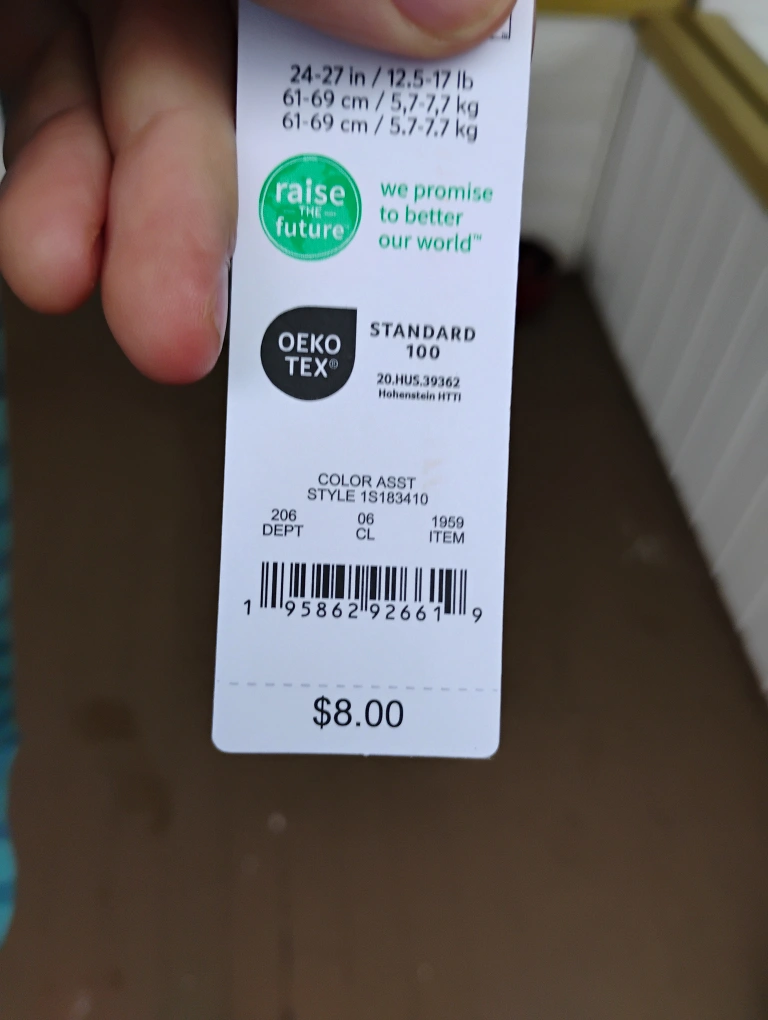 24-27 in / 12.5-17 lb
61-69 cm / 5,7-7,7 kg
61-69 cm / 5.7-7.7 kg
raise
THE
future
we promise
to better
our world™
OEKO
TEX®
STANDARD
100
20.HUS.39362
Hohenstein HTTI
COLOR ASST
STYLE 1S183410
206 06 1959
DEPT CL ITEM
1 95862 92661 9
$8.00